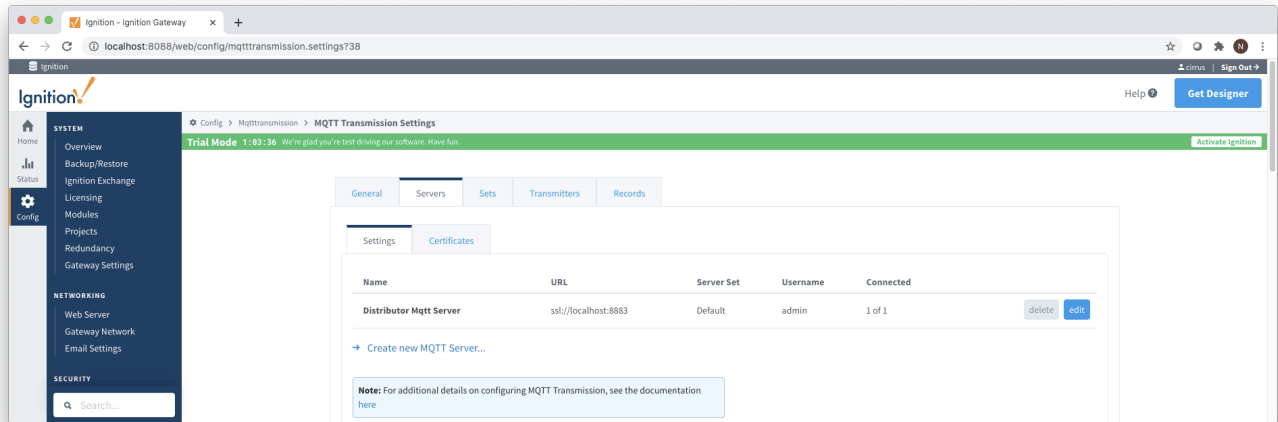 Ignition - Ignition Gateway
localhost:8088/web/config/mqtttransmission.settings?38
N
Ignition
cirrus | Sign Out
Ignition!
Help
Get Designer
Home
Status
Config
SYSTEM
Overview
Backup/Restore
Ignition Exchange
Licensing
Modules
Projects
Redundancy
Gateway Settings
NETWORKING
Web Server
Gateway Network
Email Settings
SECURITY
Search...
Config > Mqtttransmission > MQTT Transmission Settings
Trial Mode 1:03:36 We're glad you're test driving our software. Have fun.
Activate Ignition
General Servers Sets Transmitters Records
Settings Certificates
Name URL Server Set Username Connected
Distributor Mqtt Server ssl://localhost:8883 Default admin 1 of 1 delete edit
→ Create new MQTT Server...
Note: For additional details on configuring MQTT Transmission, see the documentation
here